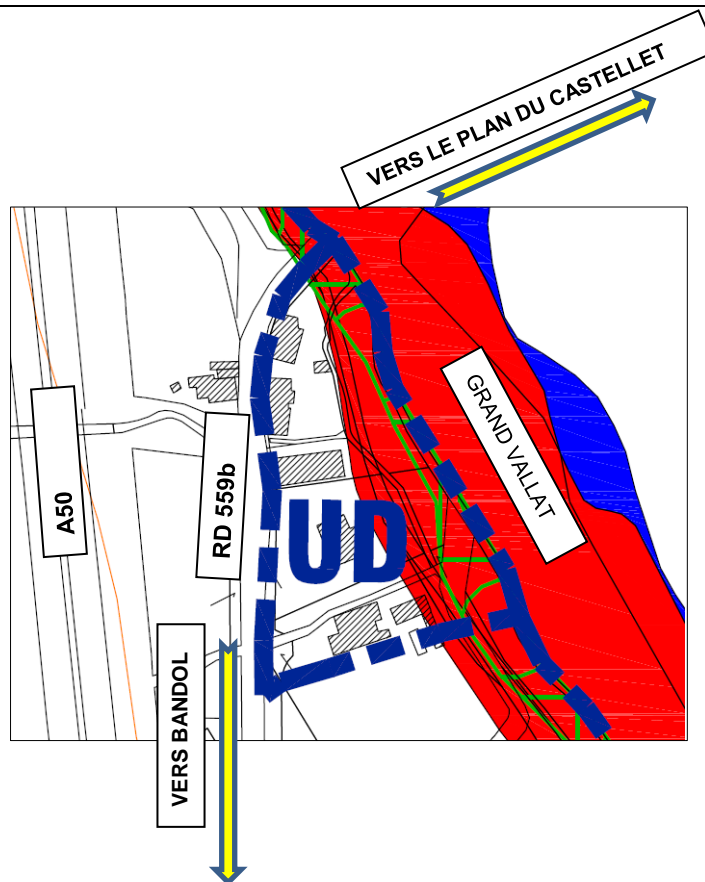 VERS LE PLAN DU CASTELLET
GRAND VALLAT
A50
RD 559b
UD
VERS BANDOL